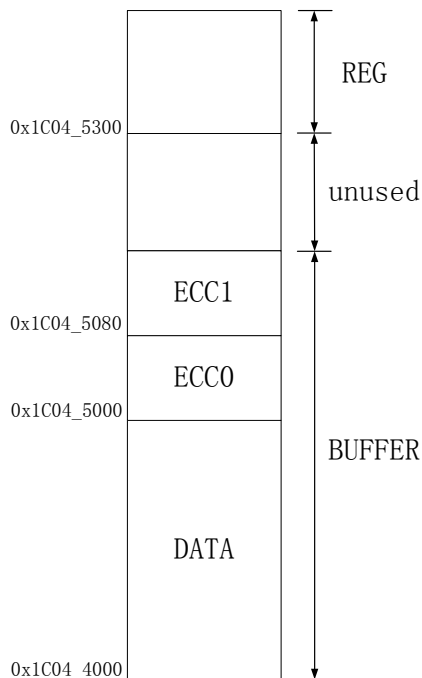 REG
0x1C04_5300
unused
ECC1
0x1C04_5080
ECC0
0x1C04_5000
BUFFER
DATA
0x1C04_4000